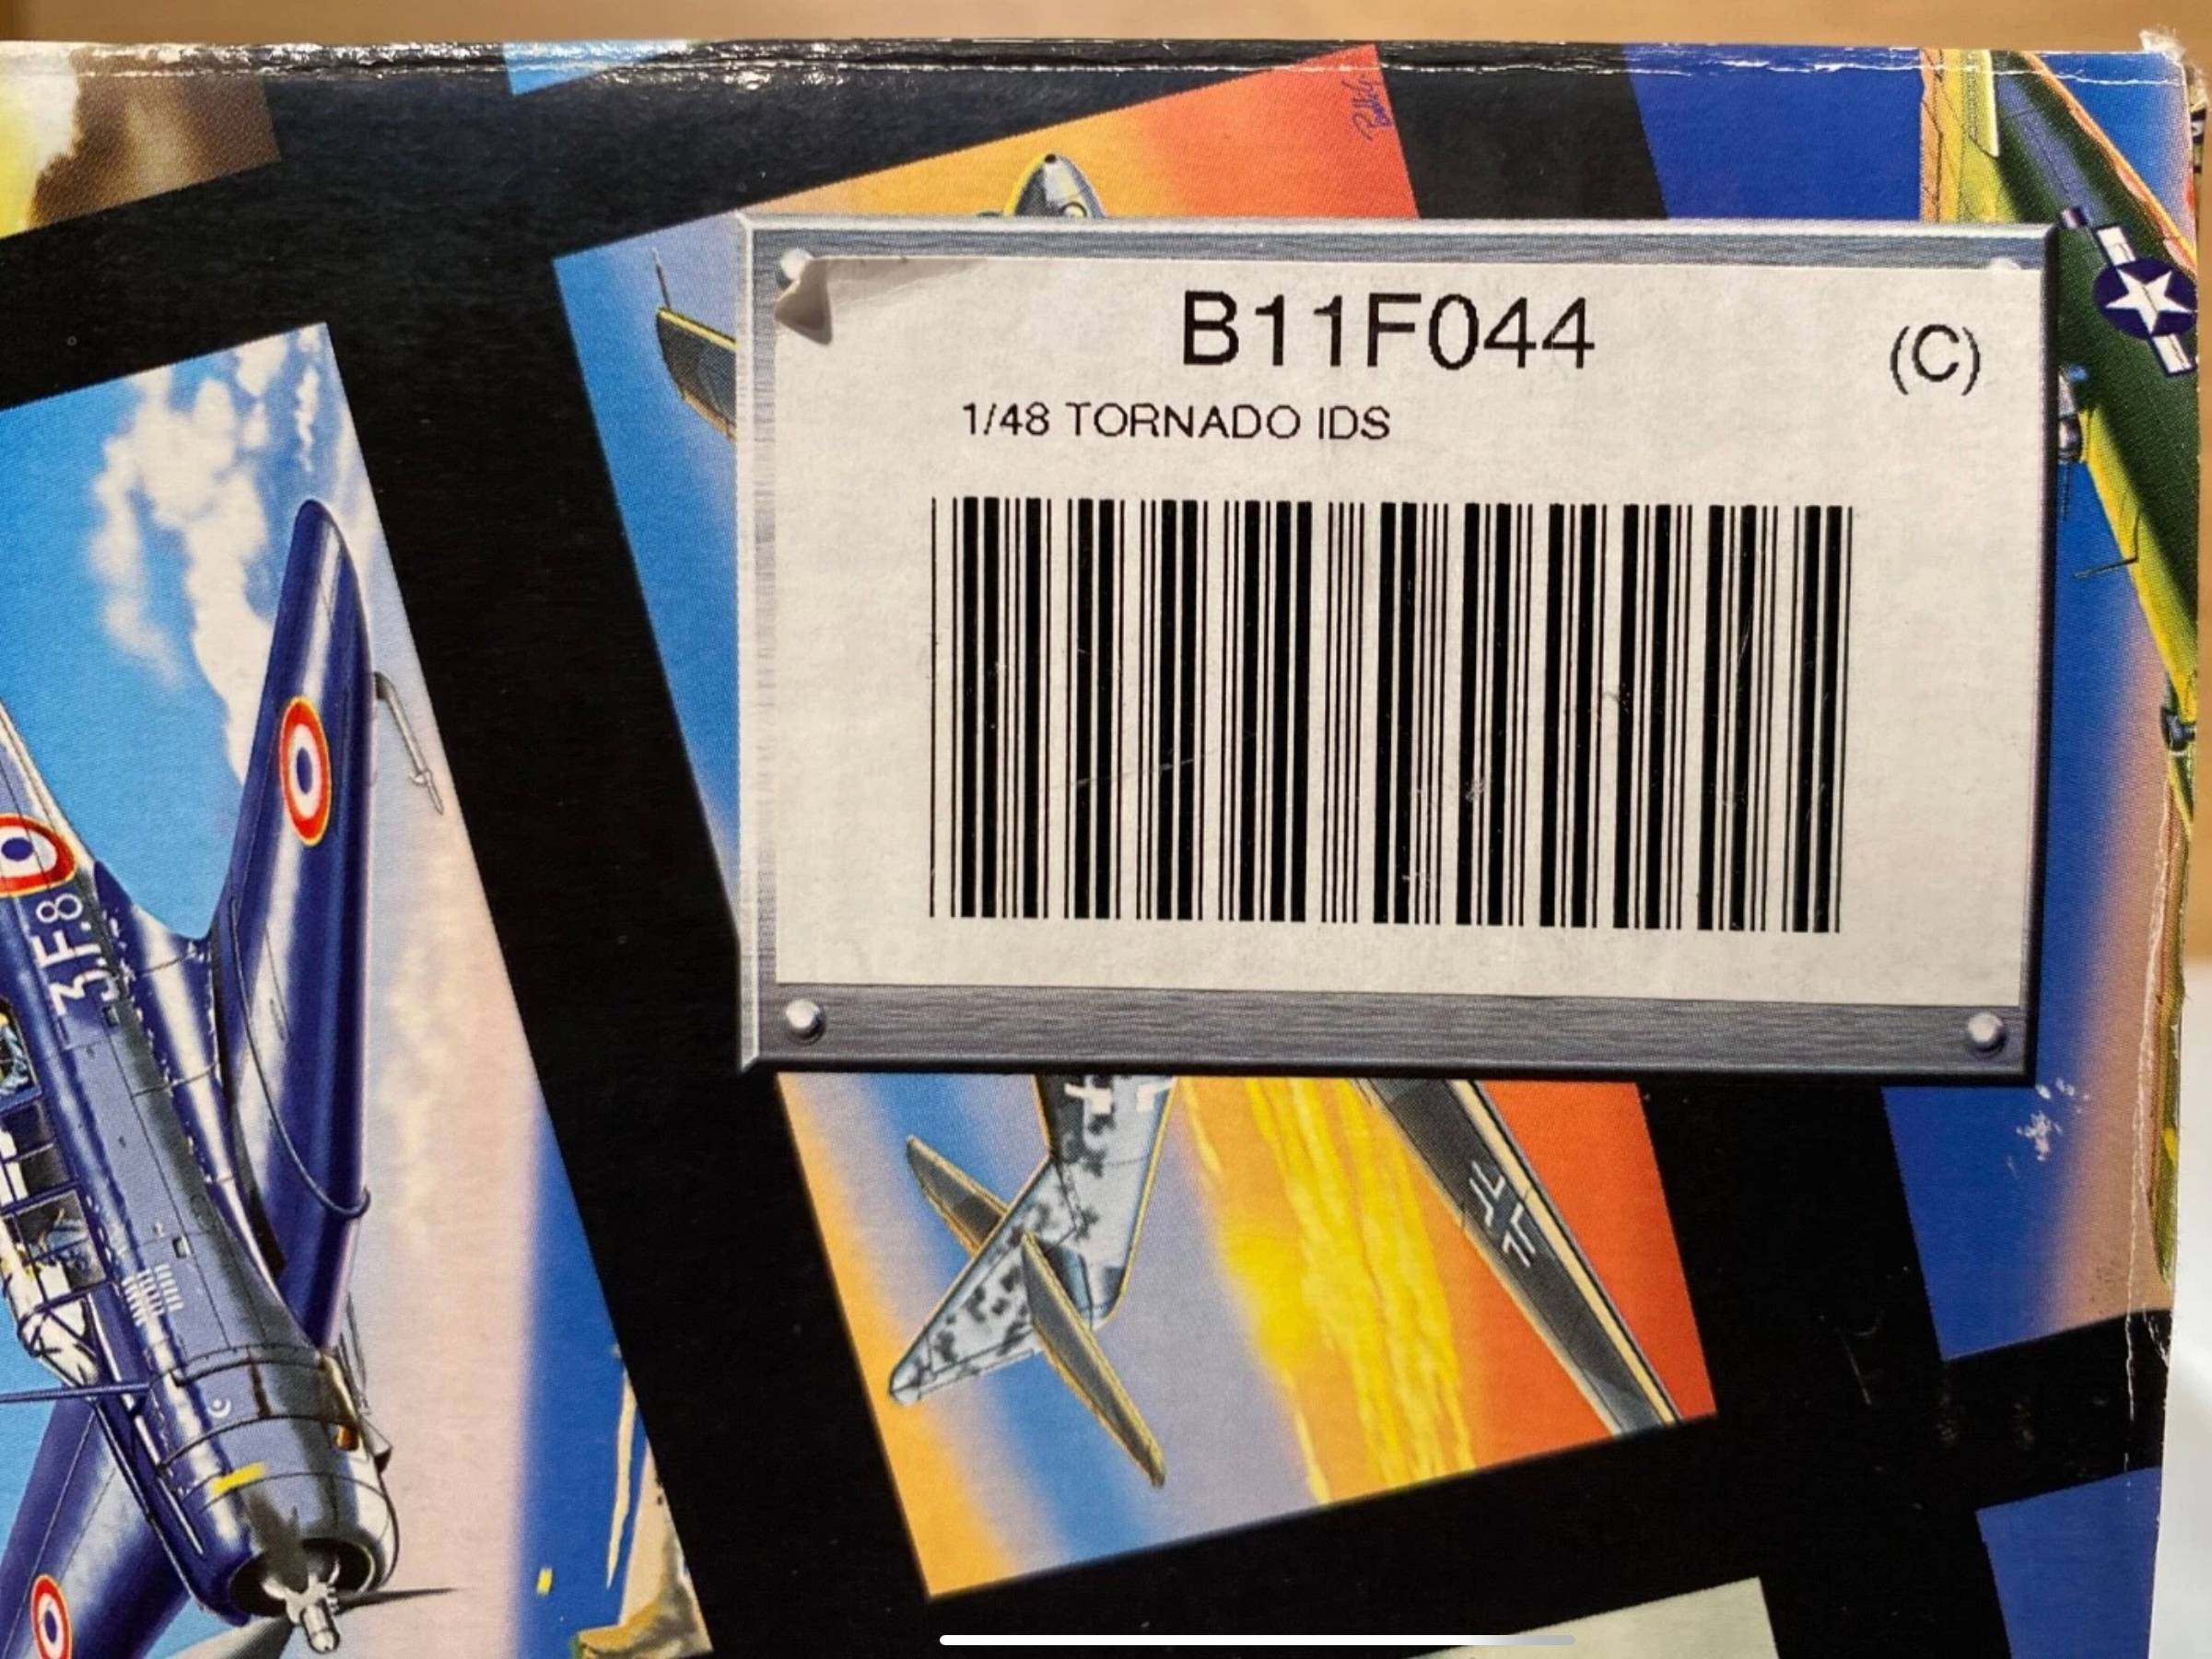 B11F044
(C)
1/48 TORNADO IDS
3.F.8